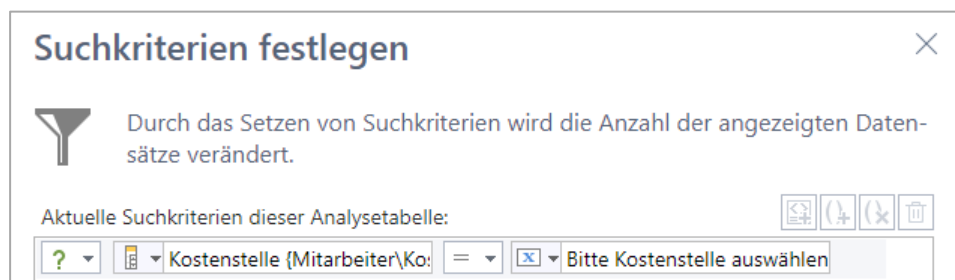 Suchkriterien festlegen
Durch das Setzen von Suchkriterien wird die Anzahl der angezeigten Daten-
sätze verändert.
Aktuelle Suchkriterien dieser Analysetabelle:
? Kostenstelle {Mitarbeiter\Ko = x Bitte Kostenstelle auswählen